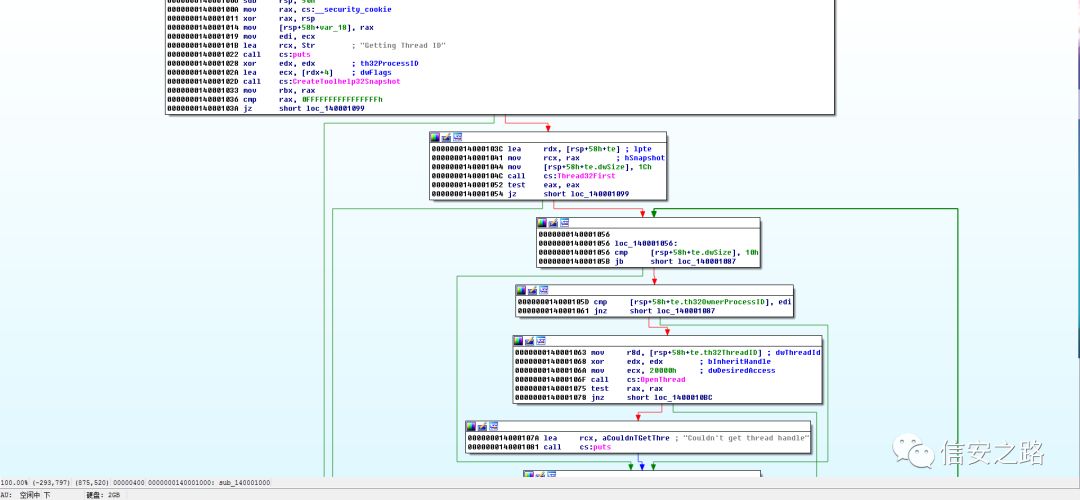 000000014000100A mov     rax, cs:__security_cookie
0000000140001011 xor     rax, rsp
0000000140001014 mov     [rsp+58h+var_18], rax
0000000140001019 mov     edi, ecx
000000014000101B lea     rcx, Str        ; "Getting Thread ID"
0000000140001022 call    cs:puts
0000000140001028 xor     edx, edx        ; th32ProcessID
000000014000102A lea     ecx, [rdx+4]    ; dwFlags
000000014000102D call    cs:CreateToolhelp32Snapshot
0000000140001033 mov     rbx, rax
0000000140001036 cmp     rax, 0FFFFFFFFFFFFFFFFh
000000014000103A jz      short loc_140001099
000000014000103C lea     rdx, [rsp+58h+te] ; lpte
0000000140001041 mov     rcx, rax        ; hSnapshot
0000000140001044 mov     [rsp+58h+te.dwSize], 1Ch
000000014000104C call    cs:Thread32First
0000000140001052 test    eax, eax
0000000140001054 jz      short loc_140001099
0000000140001056
0000000140001056 loc_140001056:
0000000140001056 cmp     [rsp+58h+te.dwSize], 10h
000000014000105B jb      short loc_140001087
000000014000105D cmp     [rsp+58h+te.th32OwnerProcessID], edi
0000000140001061 jnz     short loc_140001087
0000000140001063 mov     r8d, [rsp+58h+te.th32ThreadID] ; dwThreadId
0000000140001068 xor     edx, edx        ; bInheritHandle
000000014000106A mov     ecx, 20000h     ; dwDesiredAccess
000000014000106F call    cs:OpenThread
0000000140001075 test    rax, rax
0000000140001078 jnz     short loc_1400010BC
000000014000107A lea     rcx, aCouldnTGetThre ; "Couldn't get thread handle"
0000000140001081 call    cs:puts
信安之路
100.00% (-293,797) (875,520) 00000400 0000000140001000: sub_140001000
AU: 空闲中 下 硬盘: 2GB